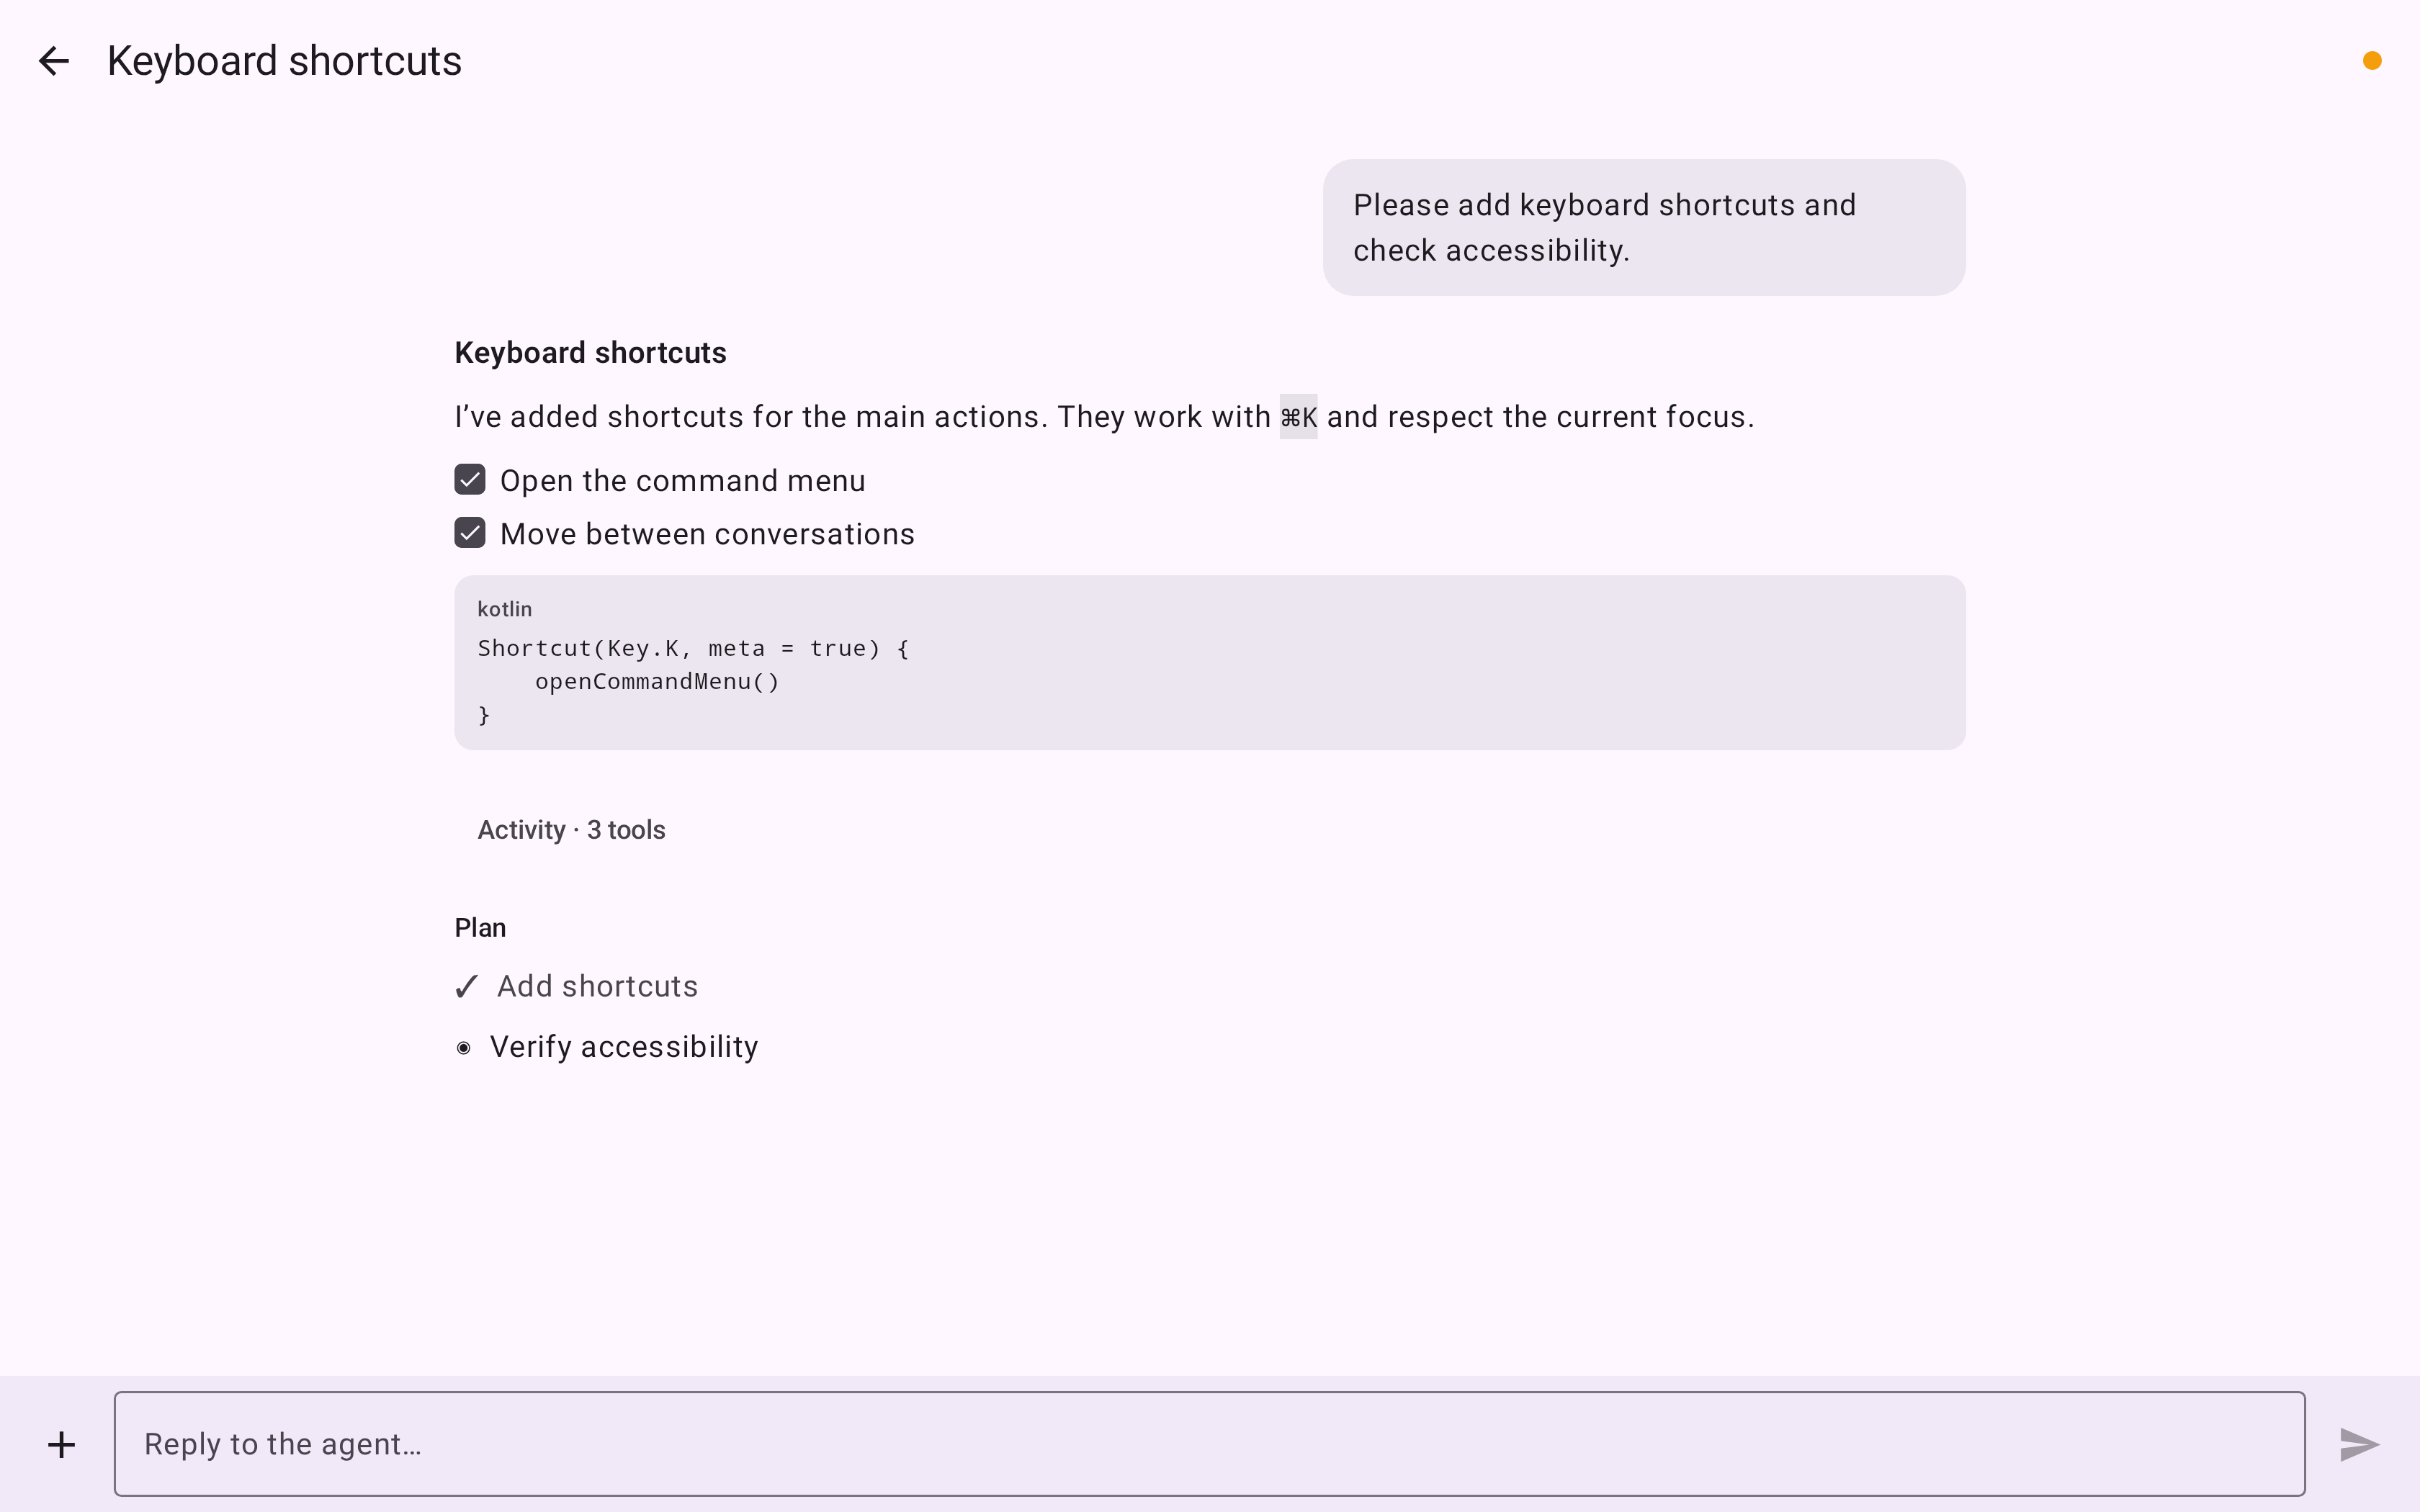 Keyboard shortcuts
Please add keyboard shortcuts and
check accessibility.
Keyboard shortcuts
I’ve added shortcuts for the main actions. They work with ⌘K and respect the current focus.
Open the command menu
Move between conversations
kotlin
Shortcut(Key.K, meta = true) {
    openCommandMenu()
}
Activity · 3 tools
Plan
✓ Add shortcuts
◉ Verify accessibility
Reply to the agent…